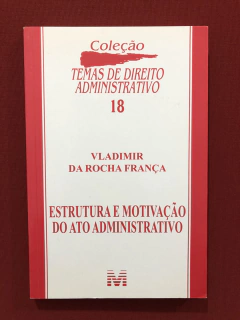 Coleção
TEMAS DE DIREITO
ADMINISTRATIVO
18
VLADIMIR
DA ROCHA FRANÇA
ESTRUTURA E MOTIVAÇÃO
DO ATO ADMINISTRATIVO
M